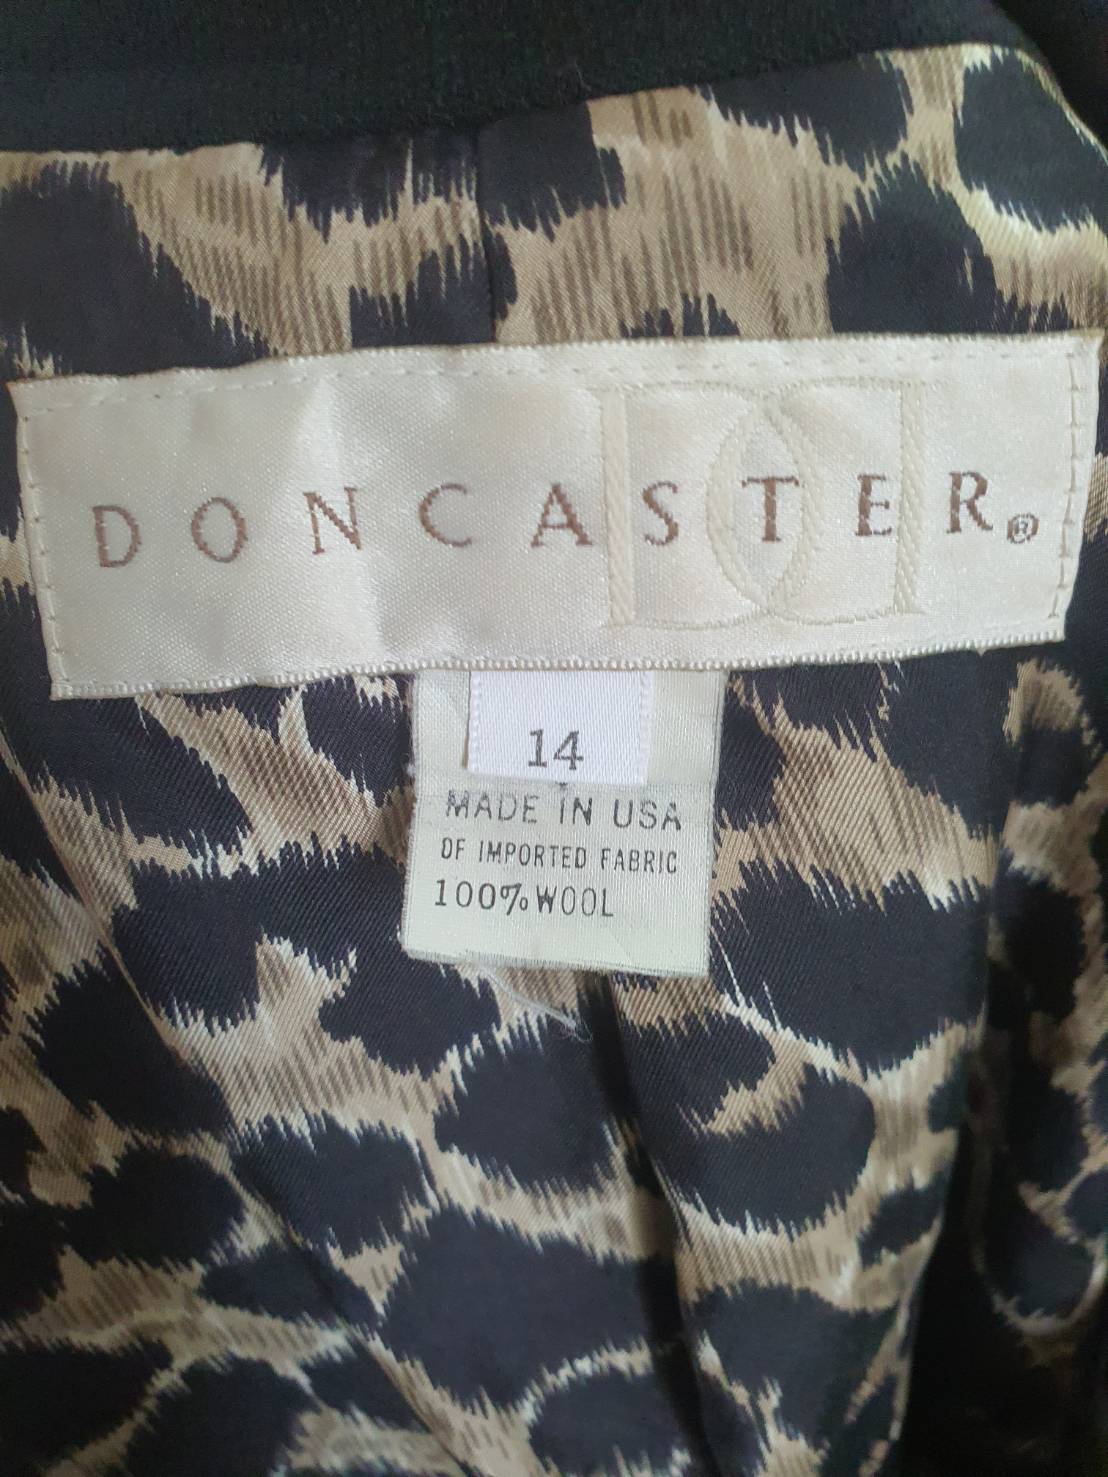 DONCASTER®
14
MADE IN USA
OF IMPORTED FABRIC
100% WOOL